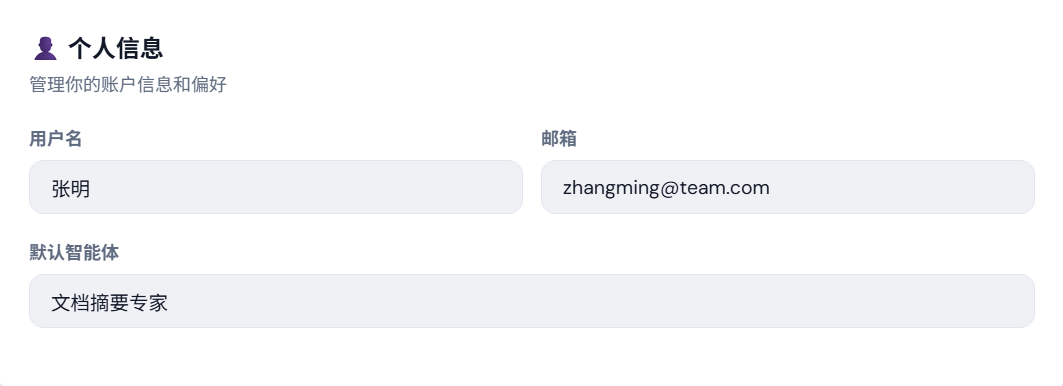 个人信息
管理你的账户信息和偏好
用户名
邮箱
张明
zhangming@team.com
默认智能体
文档摘要专家